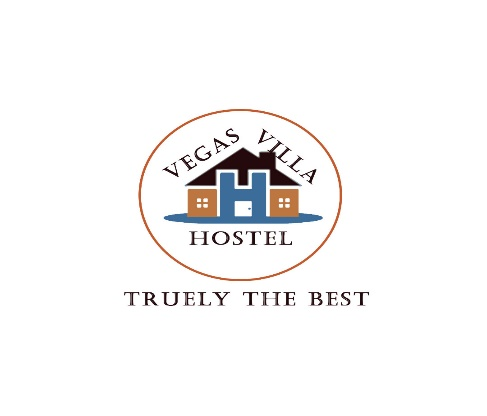 VEGAS VILLA
H
HOSTEL
TRUELY THE BEST